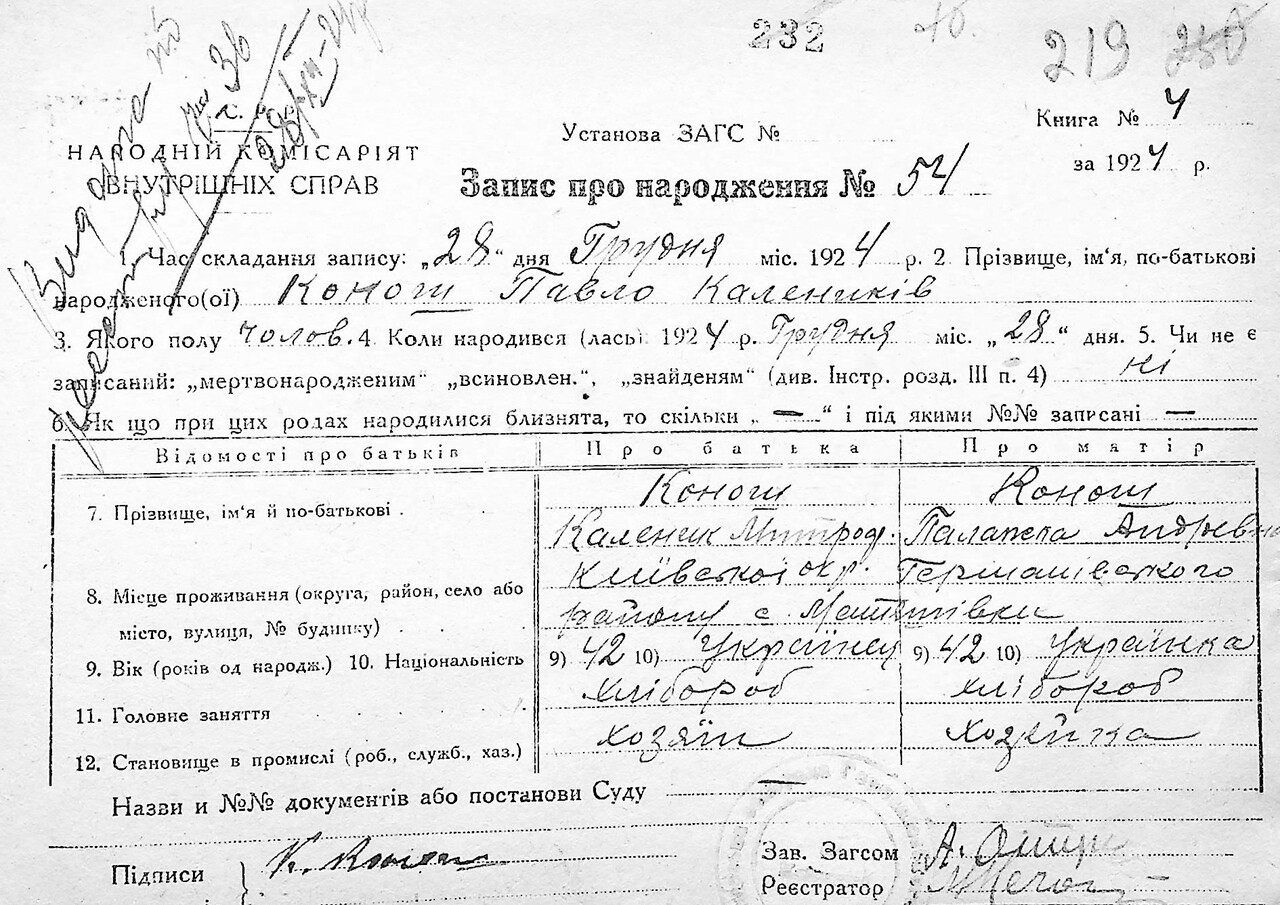 232
219
Книга № 4
Установа ЗАГС №
за 1924 р.
НАРОДНІЙ КОМІСАРІЯТ
ВНУТРІШНІХ СПРАВ
Запис про народження № 54
1. Час складання запису: „28“ дня Грудня міс. 1924 р. 2. Прізвище, ім'я, по-батькові
народженого(ої) Конош Павло Калеників
3. Якого полу чолов. 4. Коли народився (лась) 1924 р. Грудня міс. „28“ дня. 5. Чи не є
записаний: „мертвонародженим“ „всиновлен.“, „знайденям“ (див. Інстр. розд. III п. 4) ні
6. Як що при цих родах народилися близнята, то скільки „—“ і під якими №№ записані —
Відомості про батьків Про батька Про матір
7. Прізвище, ім'я й по-батькові Конош Конош
Каленик Митрод. Палажка Андріївна
8. Місце проживання (округа, район, село або Київської окр. Германівського
місто, вулиця, № будинку) району с
9. Вік (років од народж.) 10. Національність 9) 42 10) Українец 9) 42 10) Українка
11. Головне заняття хлібороб хлібороб
12. Становище в промислі (роб., служб., хаз.) хозяїн хозяйка
Назви и №№ документів або постанови Суду —
Підписи К. Зав. Загсом А.
Реєстратор